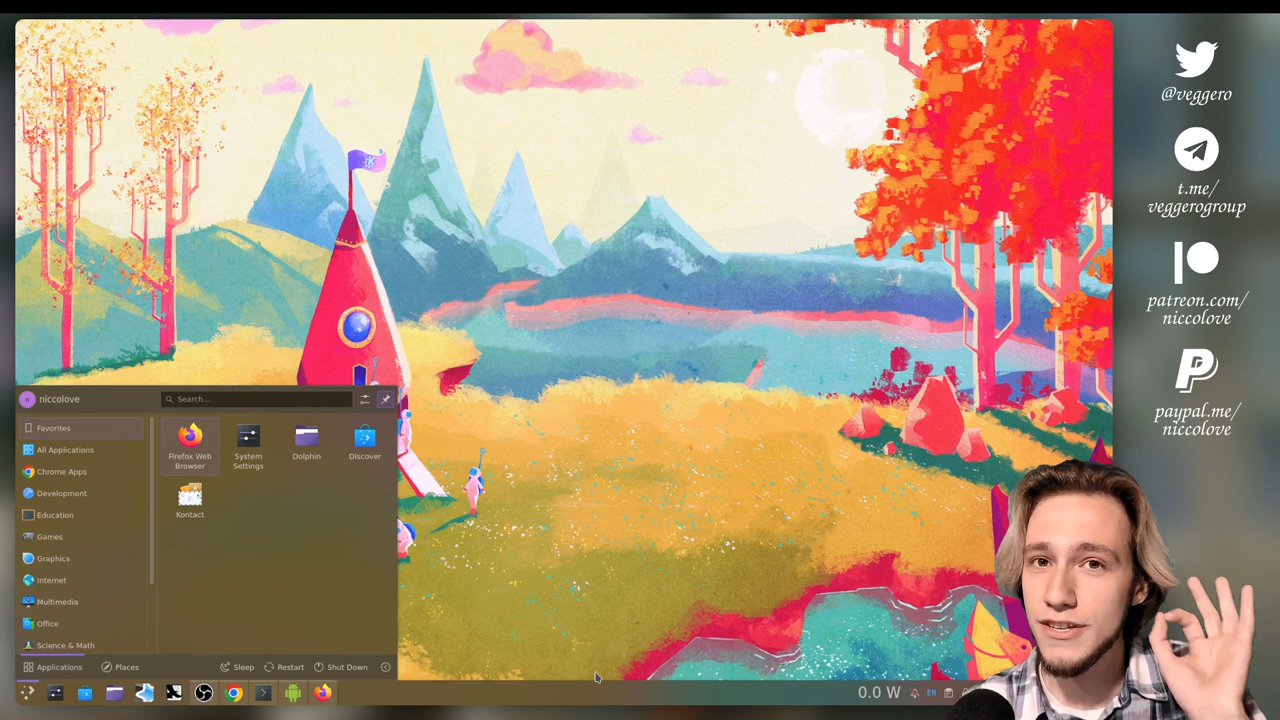 @veggero
t.me/
veggerogroup
patreon.com/
niccolove
paypal.me/
niccolove
K
n
niccolove
Search...
Favorites
All Applications
Chrome Apps
Development
Education
Games
Graphics
Internet
Multimedia
Office
Science & Math
Firefox Web
Browser
System
Settings
Dolphin
Discover
Kontact
Applications
Places
Sleep
Restart
Shut Down
0.0 W
EN